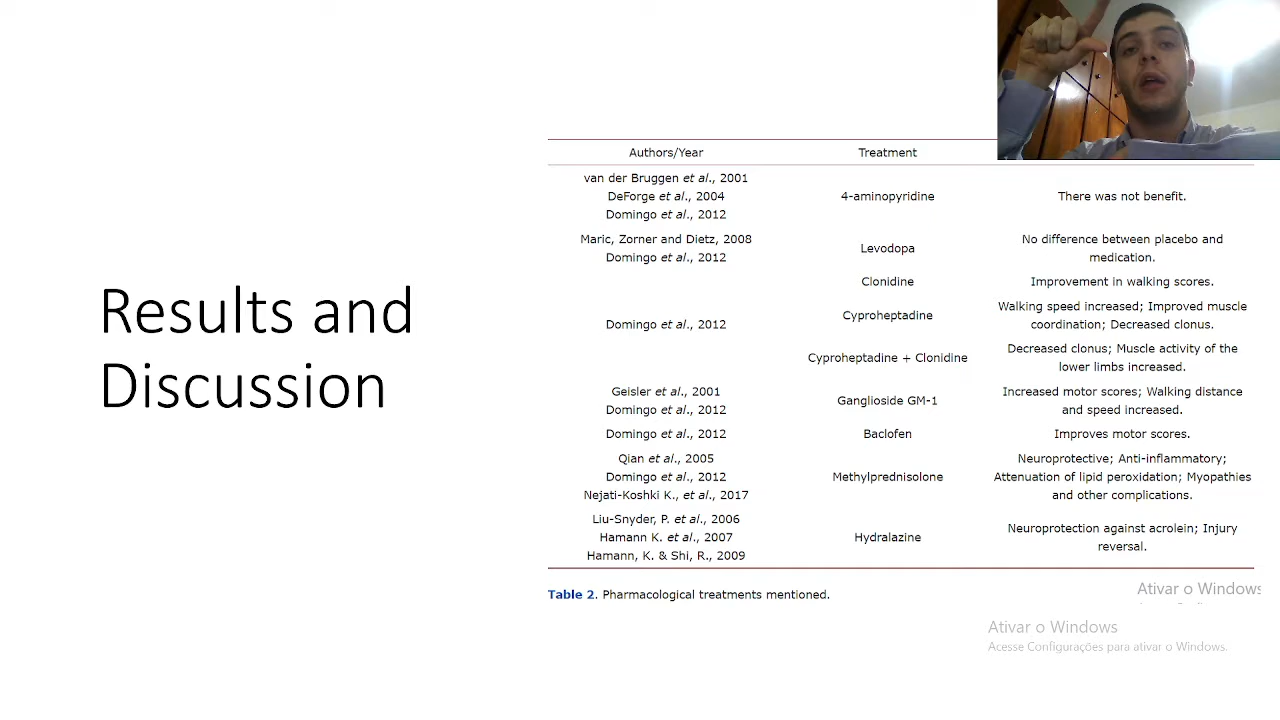 Results and
Discussion
Authors/Year
Treatment
van der Bruggen et al., 2001
DeForge et al., 2004
Domingo et al., 2012
4-aminopyridine
There was not benefit.
Maric, Zorner and Dietz, 2008
Domingo et al., 2012
Levodopa
No difference between placebo and
medication.
Clonidine
Improvement in walking scores.
Domingo et al., 2012
Cyproheptadine
Walking speed increased; Improved muscle
coordination; Decreased clonus.
Cyproheptadine + Clonidine
Decreased clonus; Muscle activity of the
lower limbs increased.
Geisler et al., 2001
Domingo et al., 2012
Ganglioside GM-1
Increased motor scores; Walking distance
and speed increased.
Domingo et al., 2012
Baclofen
Improves motor scores.
Qian et al., 2005
Domingo et al., 2012
Nejati-Koshki K., et al., 2017
Methylprednisolone
Neuroprotective; Anti-inflammatory;
Attenuation of lipid peroxidation; Myopathies
and other complications.
Liu-Snyder, P. et al., 2006
Hamann K. et al., 2007
Hamann, K. & Shi, R., 2009
Hydralazine
Neuroprotection against acrolein; Injury
reversal.
Table 2. Pharmacological treatments mentioned.
Ativar o Windows
Ativar o Windows
Acesse Configurações para ativar o Windows.